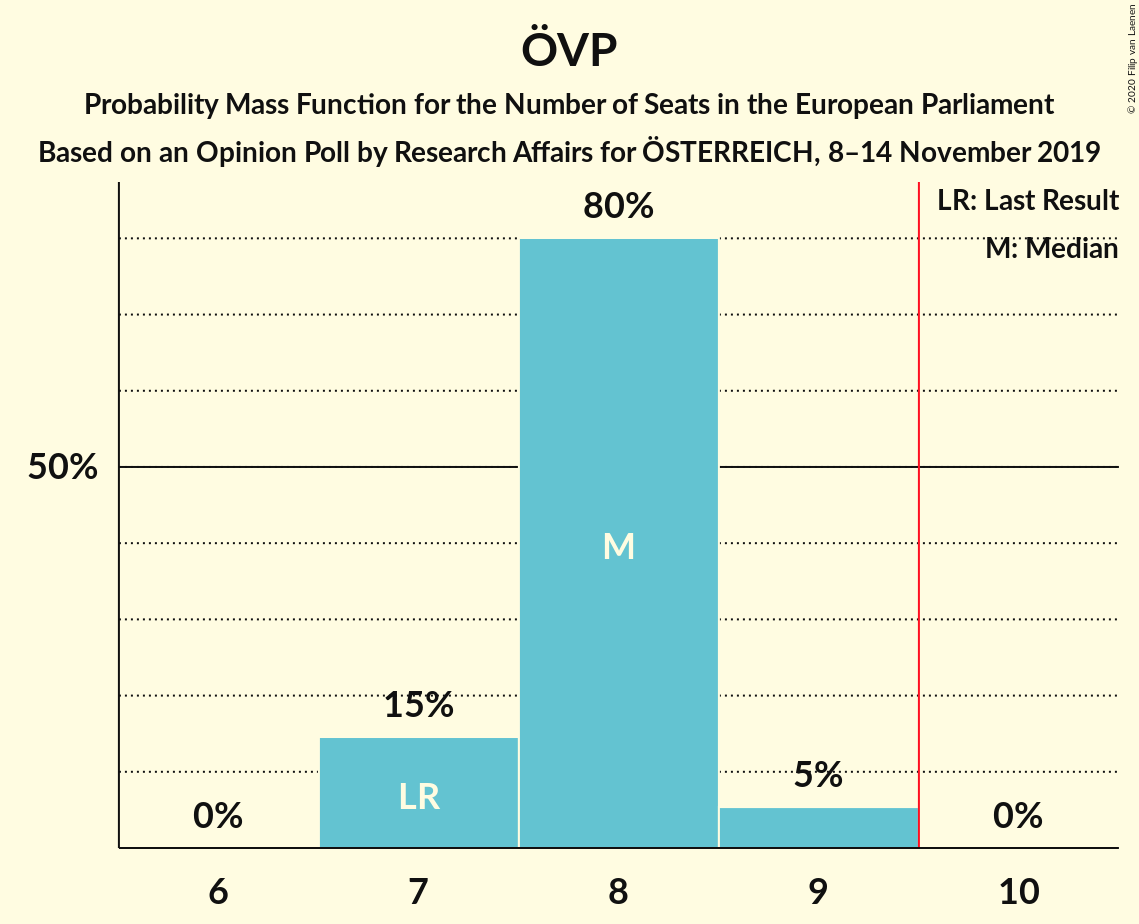 ÖVP
Probability Mass Function for the Number of Seats in the European Parliament
Based on an Opinion Poll by Research Affairs for ÖSTERREICH, 8–14 November 2019
© 2020 Filip van Laenen
LR: Last Result
M: Median
80%
50%
M
15%
LR
5%
0%
0%
6
7
8
9
10